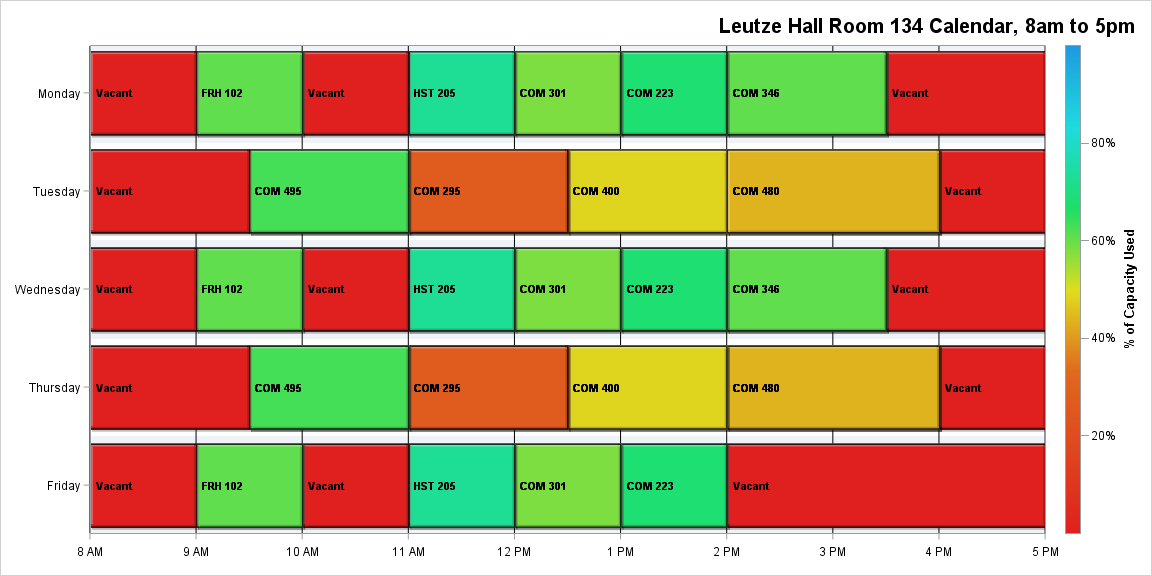 Leutze Hall Room 134 Calendar, 8am to 5pm
Monday
Vacant
FRH 102
Vacant
HST 205
COM 301
COM 223
COM 346
Vacant
Tuesday
Vacant
COM 495
COM 295
COM 400
COM 480
Vacant
Wednesday
Vacant
FRH 102
Vacant
HST 205
COM 301
COM 223
COM 346
Vacant
Thursday
Vacant
COM 495
COM 295
COM 400
COM 480
Vacant
Friday
Vacant
FRH 102
Vacant
HST 205
COM 301
COM 223
Vacant
8 AM
9 AM
10 AM
11 AM
12 PM
1 PM
2 PM
3 PM
4 PM
5 PM
80%
60%
40%
20%
% of Capacity Used